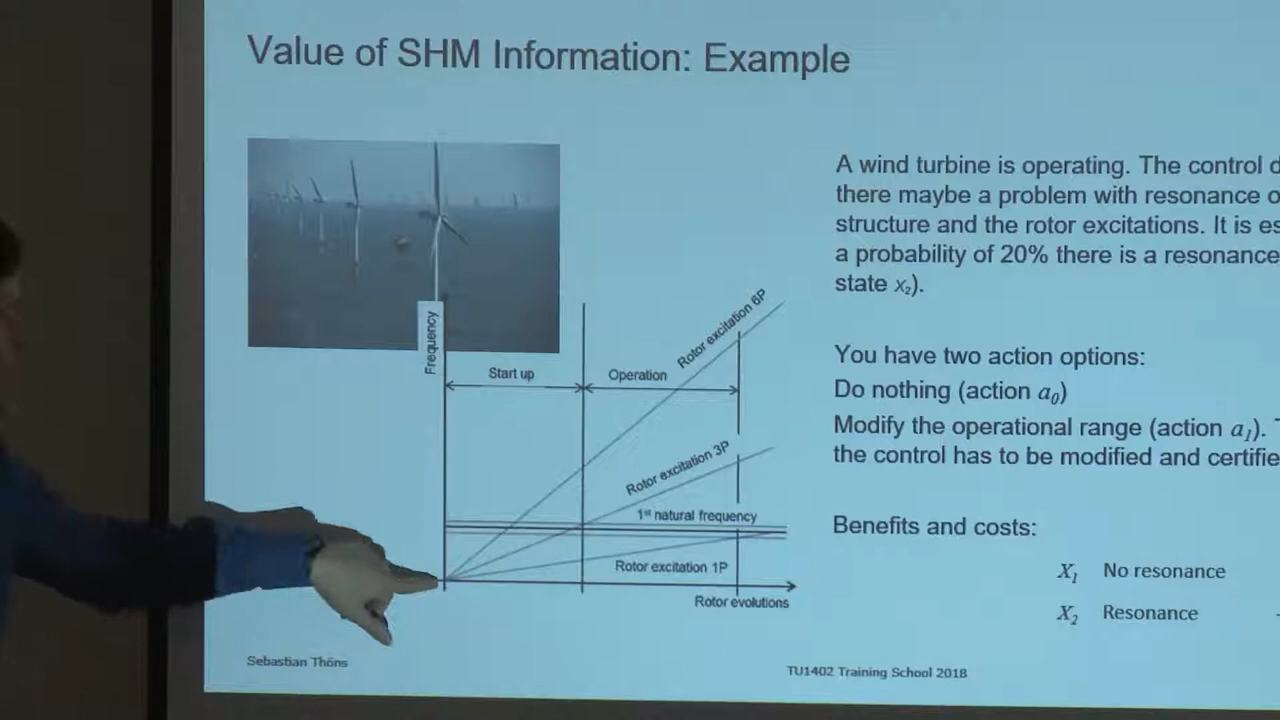 Value of SHM Information: Example
A wind turbine is operating. The control
there maybe a problem with resonance
structure and the rotor excitations. It is
a probability of 20% there is a resonance
state x₂).
Frequency
Start up
Operation
Rotor excitation 6P
Rotor excitation 3P
1st natural frequency
Rotor excitation 1P
Rotor evolutions
You have two action options:
Do nothing (action a₀)
Modify the operational range (action a₁).
the control has to be modified and
Benefits and costs:
X₁ No resonance
X₂ Resonance
Sebastian Thöns
TU1402 Training School 2018